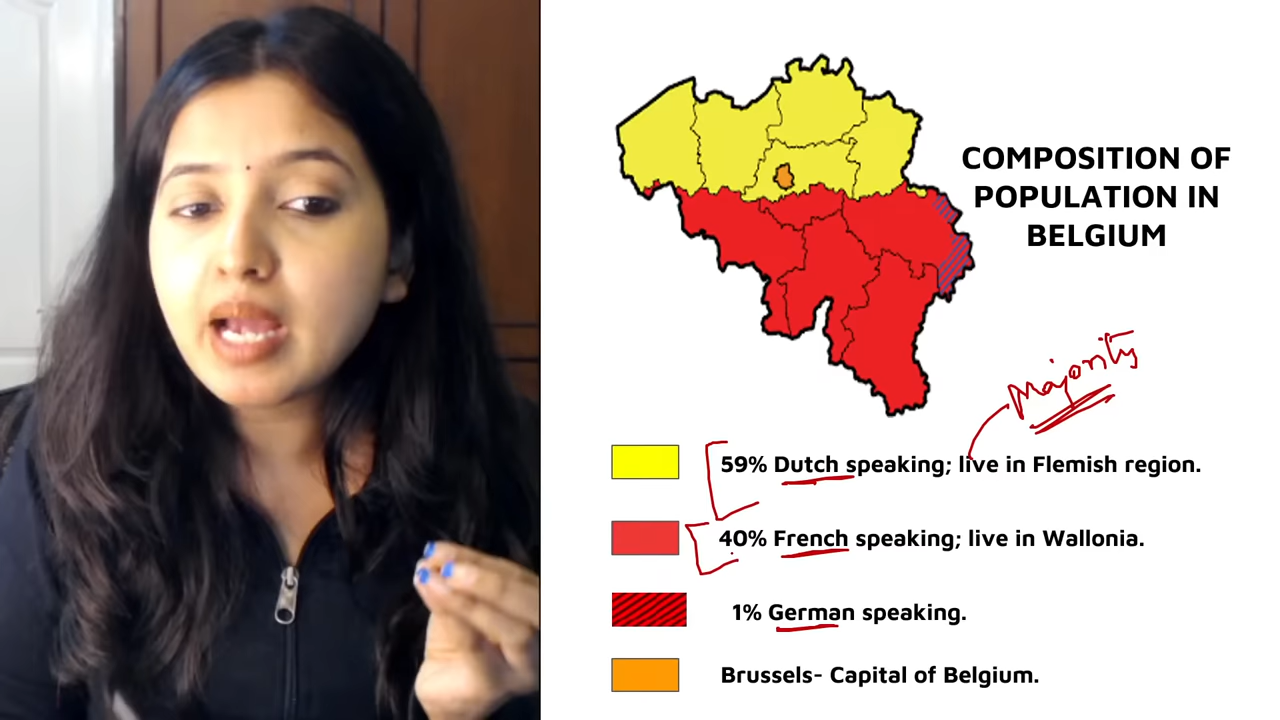 COMPOSITION OF
POPULATION IN
BELGIUM
Majority
59% Dutch speaking; live in Flemish region.
40% French speaking; live in Wallonia.
1% German speaking.
Brussels- Capital of Belgium.